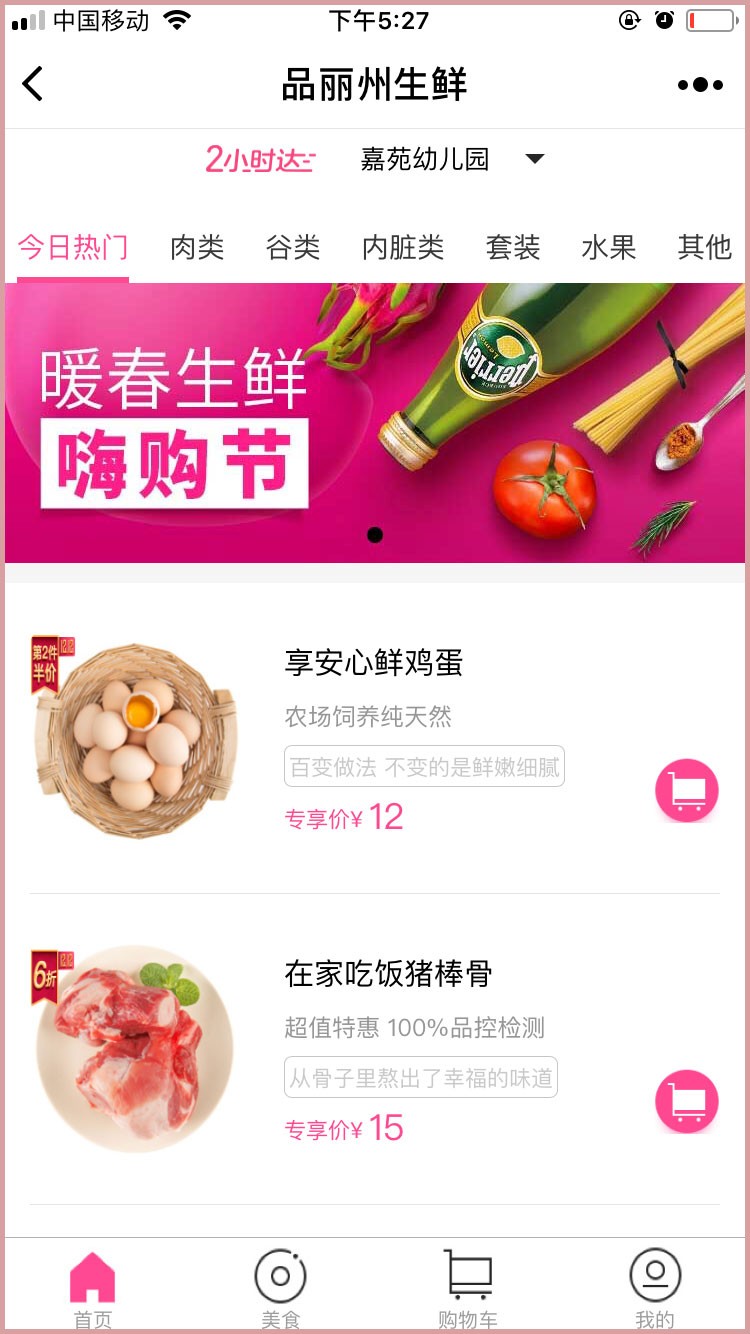 中国移动
下午5:27
品丽州生鲜
2小时达
嘉苑幼儿园
今日热门 肉类 谷类 内脏类 套装 水果 其他
暖春生鲜
嗨购节
perrier
Lemon
第2件
半价
享安心鲜鸡蛋
农场饲养纯天然
百变做法 不变的是鲜嫩细腻
专享价¥ 12
6折
在家吃饭猪棒骨
超值特惠 100%品控检测
从骨子里熬出了幸福的味道
专享价¥ 15
首页 美食 购物车 我的